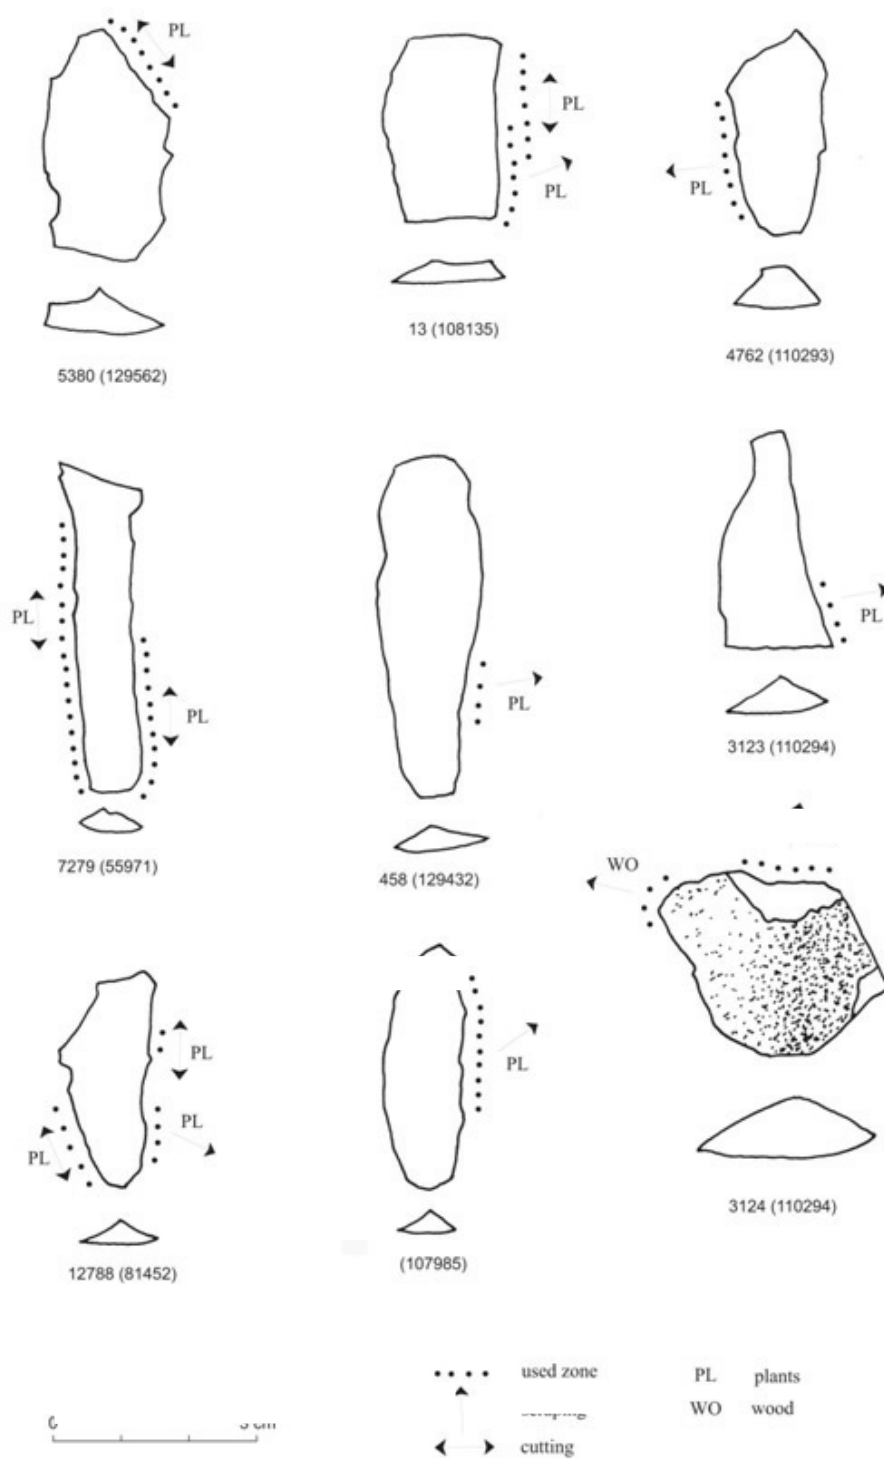 PL
PL
PL
PL
5380 (129562)
13 (108135)
4762 (110293)
PL
PL
PL
PL
7279 (55971)
458 (129432)
3123 (110294)
WO
PL
PL
PL
PL
12788 (81452)
(107985)
3124 (110294)
used zone
PL plants
WO wood
cutting